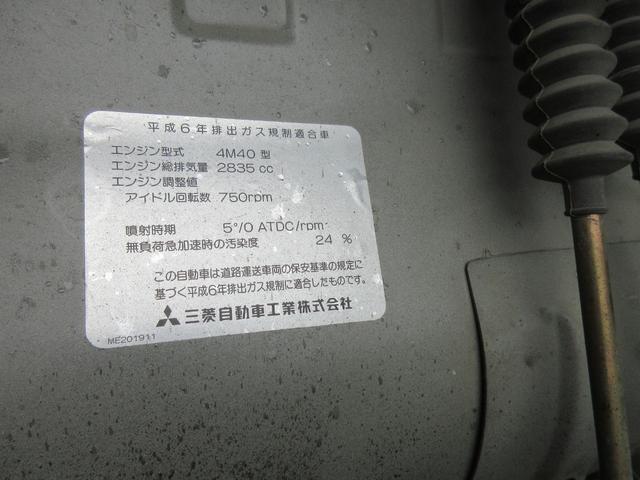 平成6年排出ガス規制適合車
エンジン型式 4M40 型
エンジン総排気量 2835 cc
エンジン調整値
アイドル回転数 750rpm
噴射時期 5°/0 ATDC/rpm
無負荷急加速時の汚染度 24 %
この自動車は道路運送車両の保安基準の規定に
基づく平成6年排出ガス規制に適合したものです。
三菱自動車工業株式会社
ME201911